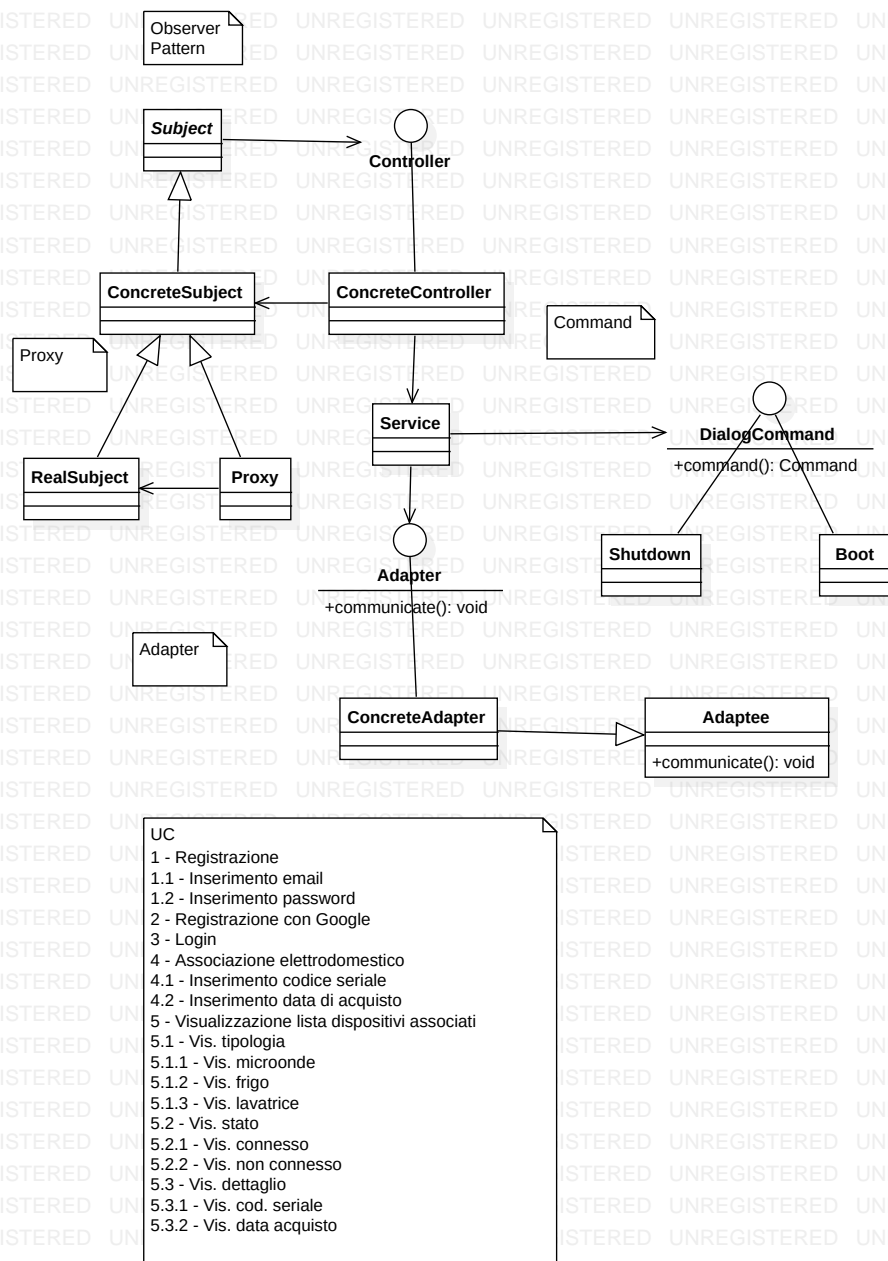 Observer
Pattern
Subject
Controller
ConcreteSubject
ConcreteController
Command
Proxy
Service
DialogCommand
+command(): Command
RealSubject
Proxy
Shutdown
Boot
Adapter
+communicate(): void
Adapter
ConcreteAdapter
Adaptee
+communicate(): void
UC
1 - Registrazione
1.1 - Inserimento email
1.2 - Inserimento password
2 - Registrazione con Google
3 - Login
4 - Associazione elettrodomestico
4.1 - Inserimento codice seriale
4.2 - Inserimento data di acquisto
5 - Visualizzazione lista dispositivi associati
5.1 - Vis. tipologia
5.1.1 - Vis. microonde
5.1.2 - Vis. frigo
5.1.3 - Vis. lavatrice
5.2 - Vis. stato
5.2.1 - Vis. connesso
5.2.2 - Vis. non connesso
5.3 - Vis. dettaglio
5.3.1 - Vis. cod. seriale
5.3.2 - Vis. data acquisto
UNREGISTERED